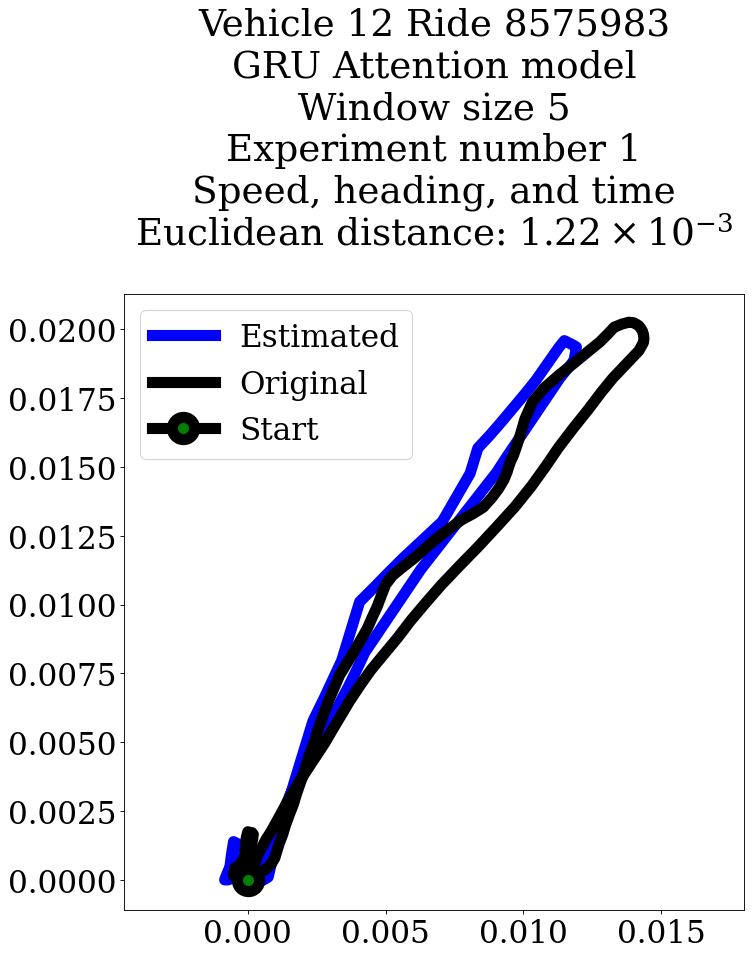 Vehicle 12 Ride 8575983
GRU Attention model
Window size 5
Experiment number 1
Speed, heading, and time
Euclidean distance: 1.22 × 10⁻³
Estimated
Original
Start
0.0200
0.0175
0.0150
0.0125
0.0100
0.0075
0.0050
0.0025
0.0000
0.000 0.005 0.010 0.015